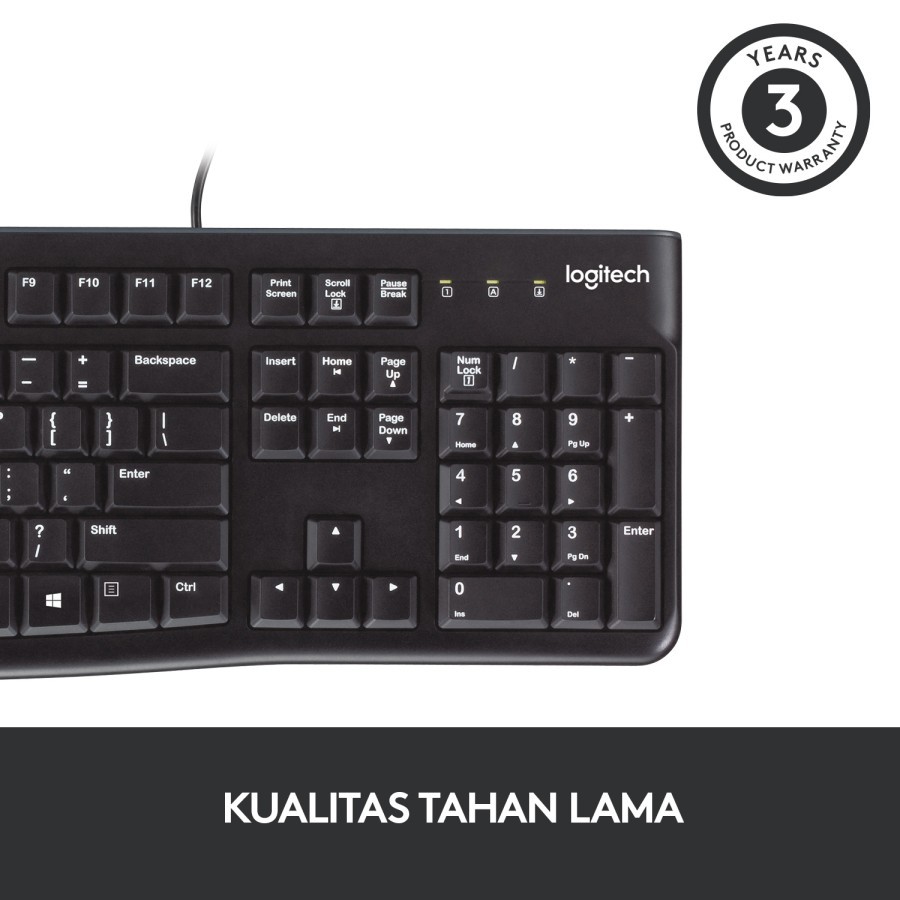 YEARS
3
PRODUCT WARRANTY
logitech
F9 F10 F11 F12 Print Screen Scroll Lock Pause Break
1 A
— - + = Backspace Insert Home Page Up Num Lock 1 / * -
{ [ } ] | \ Delete End Page Down 7 Home 8 9 Pg Up +
: ; “ ‘ Enter 4 5 6
? / Shift 1 End 2 3 Pg Dn Enter
Ctrl 0 Ins . Del
KUALITAS TAHAN LAMA